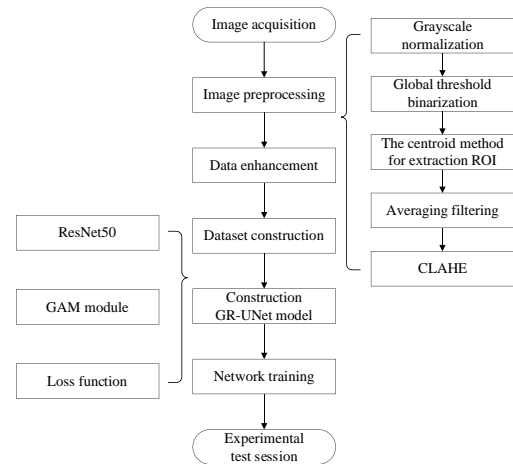 Image acquisition
Image preprocessing
Data enhancement
Dataset construction
Construction
GR-UNet model
Network training
Experimental
test session
Grayscale
normalization
Global threshold
binarization
The centroid method
for extraction ROI
Averaging filtering
CLAHE
ResNet50
GAM module
Loss function